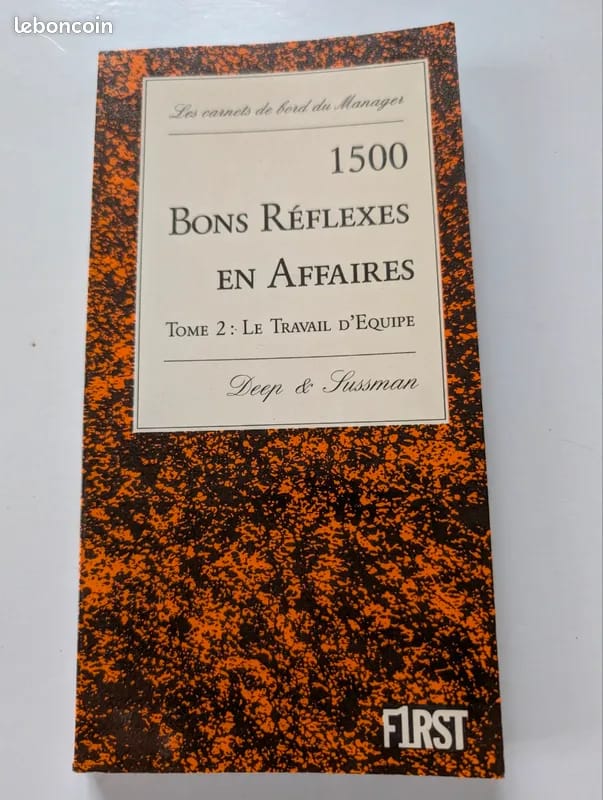 leboncoin
Les carnets de bord du Manager
1500
BONS RÉFLEXES
EN AFFAIRES
TOME 2 : LE TRAVAIL D'EQUIPE
Deep & Sussman
F1RST